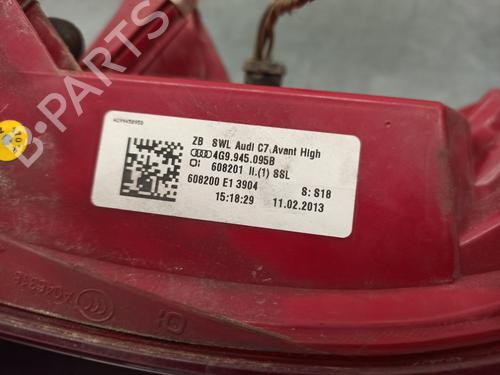 ZB SWL Audi C7 Avant High
4G9.945.095B
608201 II.(1) SSL
608200 E1 3904 S: S18
15:18:29 11.02.2013
B-PARTS